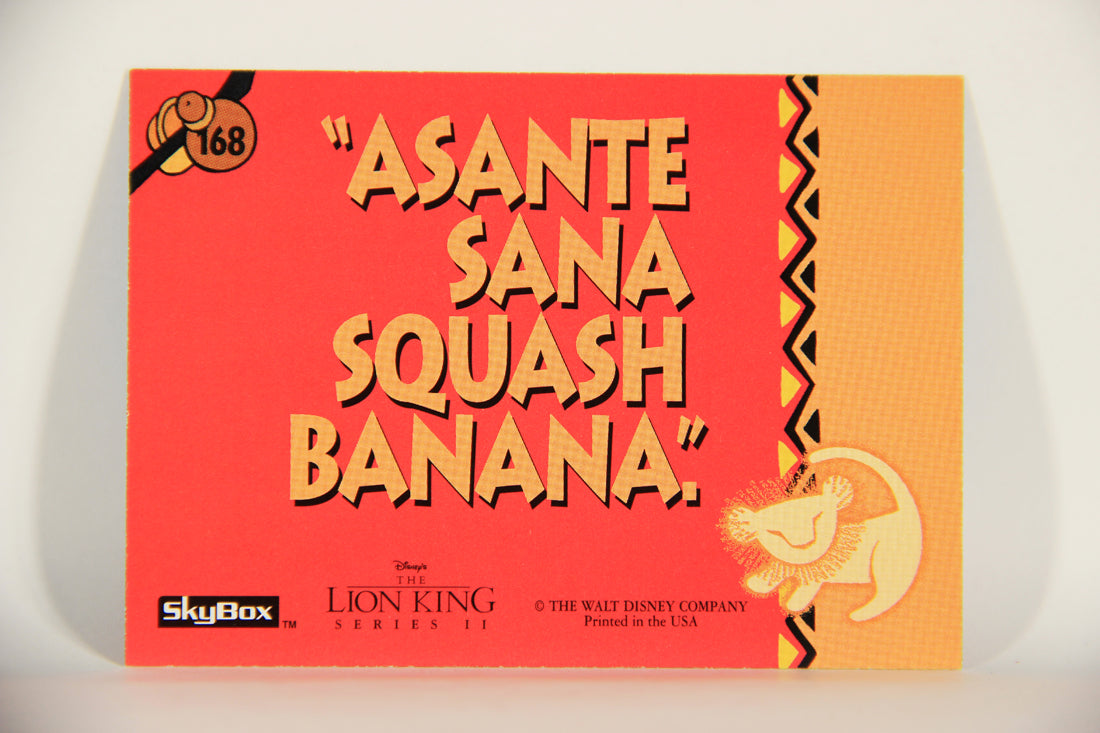 168
"ASANTE
SANA
SQUASH
BANANA."
SkyBox™
Disney's
THE
LION KING
SERIES II
© THE WALT DISNEY COMPANY
Printed in the USA